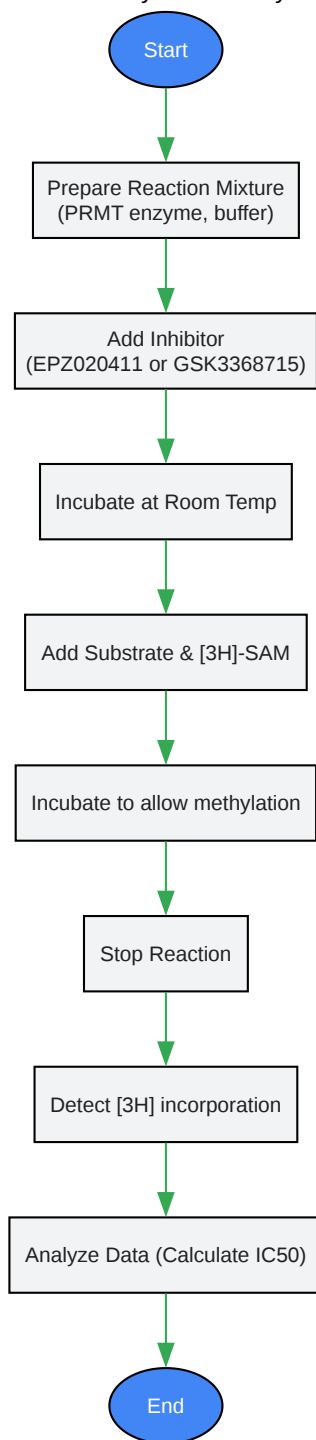 Start
Prepare Reaction Mixture
(PRMT enzyme, buffer)
Add Inhibitor
(EPZ020411 or GSK3368715)
Incubate at Room Temp
Add Substrate & [3H]-SAM
Incubate to allow methylation
Stop Reaction
Detect [3H] incorporation
Analyze Data (Calculate IC50)
End